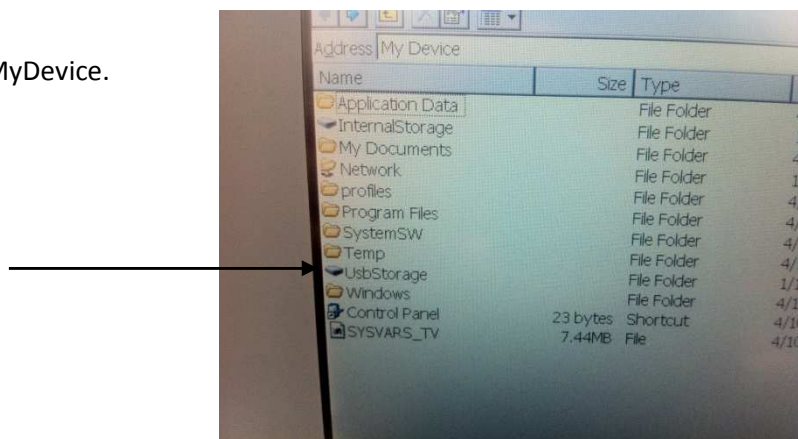 MyDevice.
Address My Device
Name Size Type
Application Data File Folder
InternalStorage File Folder
My Documents File Folder
Network File Folder
profiles File Folder
Program Files File Folder
SystemSW File Folder
Temp File Folder
UsbStorage File Folder
Windows File Folder
Control Panel 23 bytes Shortcut
SYSVARS_TV 7.44MB File